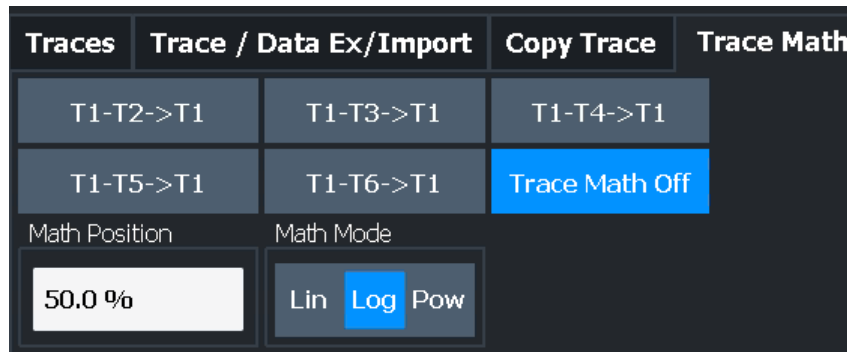 Traces Trace / Data Ex/Import Copy Trace Trace Math
T1-T2->T1 T1-T3->T1 T1-T4->T1
T1-T5->T1 T1-T6->T1 Trace Math Off
Math Position Math Mode
50.0 % Lin Log Pow